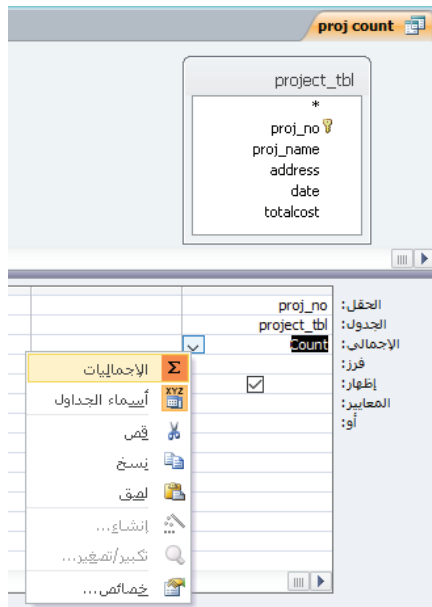 proj count
project_tbl
*
proj_no
proj_name
address
date
totalcost
الحقل: proj_no
الجدول: project_tbl
الإجمالي: Count
فرز:
إظهار:
المعايير:
أو:
الإجماليات
XYZ أسماء الجداول
قص
نسخ
لصق
إنشاء...
تكبير/تصغير...
خصائص...